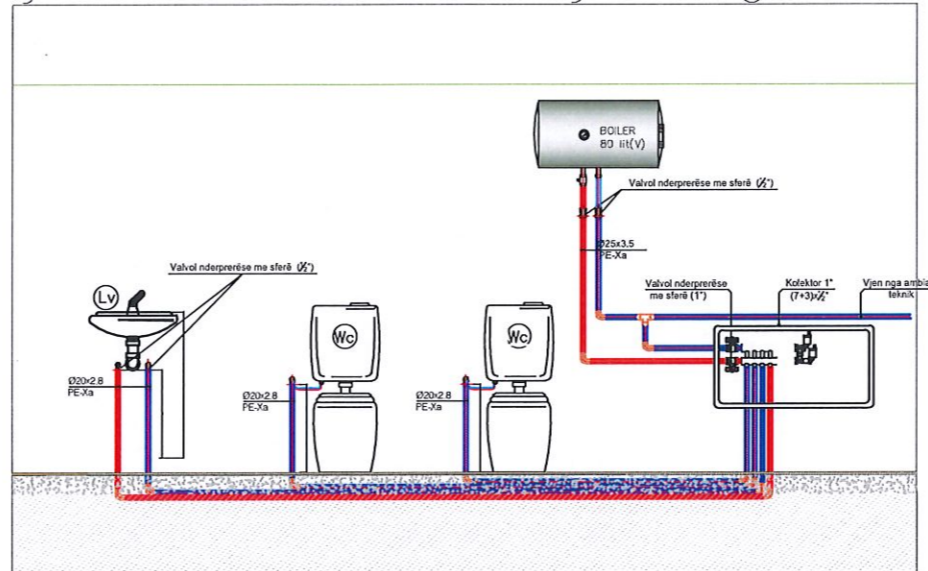 BOILER
80 lit(V)
Valvol nderprerëse me sferë (½")
Ø25x3.5
PE-Xa
Valvol nderprerëse me sferë (½")
Valvol nderprerëse
me sferë (1")
Kolektor 1"
(7+3)x½"
Vjen nga ambia
teknik
Lv
Wc
Wc
Ø20x2.8
PE-Xa
Ø20x2.8
PE-Xa
Ø20x2.8
PE-Xa